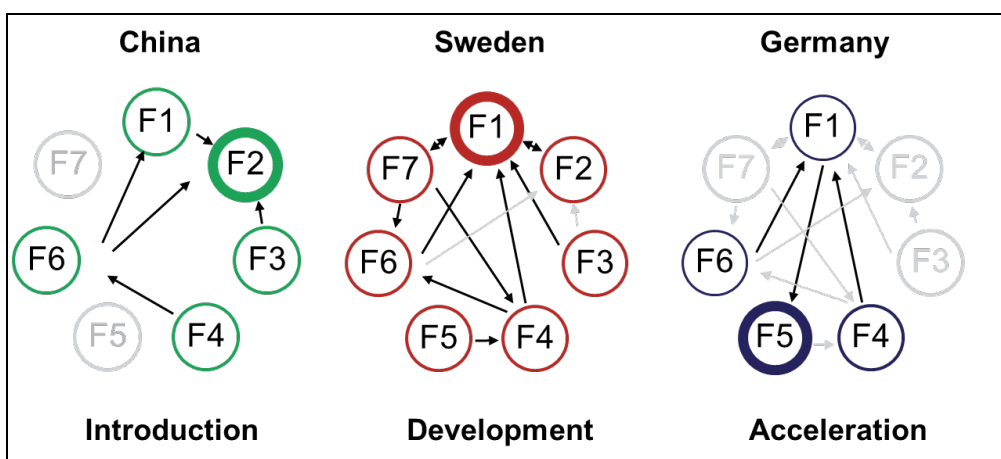 China Sweden Germany
F1 F1 F1
F7 F2 F7 F2 F7 F2
F6 F3 F6 F3 F6 F3
F5 F4 F5 F4 F5 F4
Introduction Development Acceleration